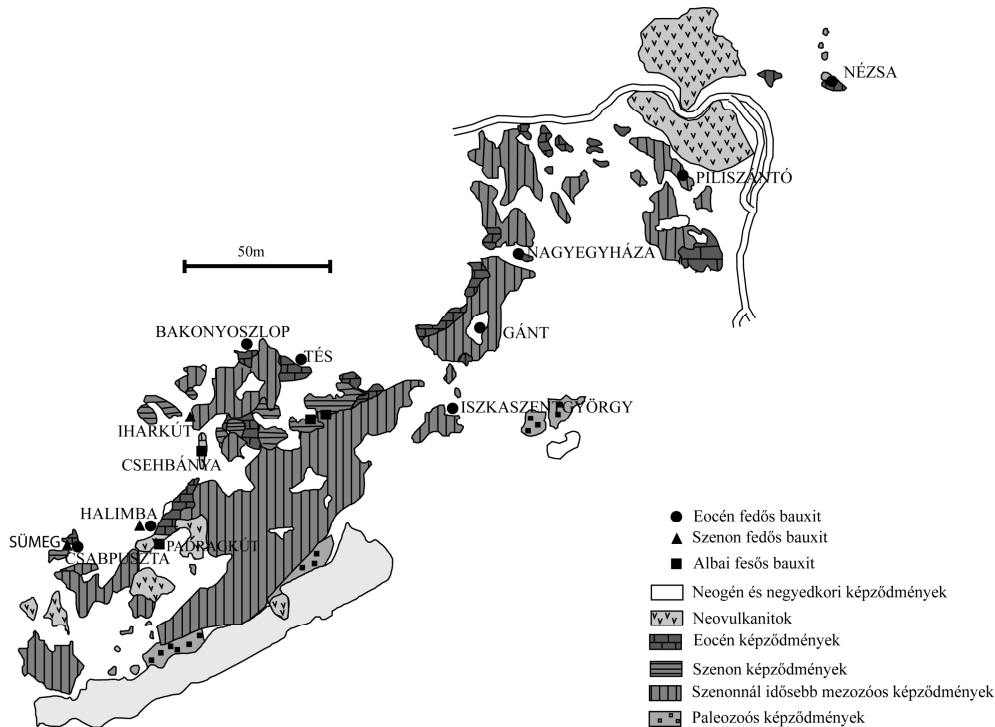 NÉZSA
PILISZÁNTÓ
NAGYEGYHÁZA
50m
BAKONYOSZLOP
GÁNT
TÉS
ISZKASZENTGYÖRGY
IHARKÚT
CSEHBÁNYA
HALIMBA
SÜMEG
PADRAGKÚT
CSABPUSZTA
Eocén fedős bauxit
Szenon fedős bauxit
Albai fesős bauxit
Neogén és negyedkori képződmények
Neovulkanitok
Eocén képződmények
Szenon képződmények
Szenonnál idősebb mezozóos képződmények
Paleozoós képződmények